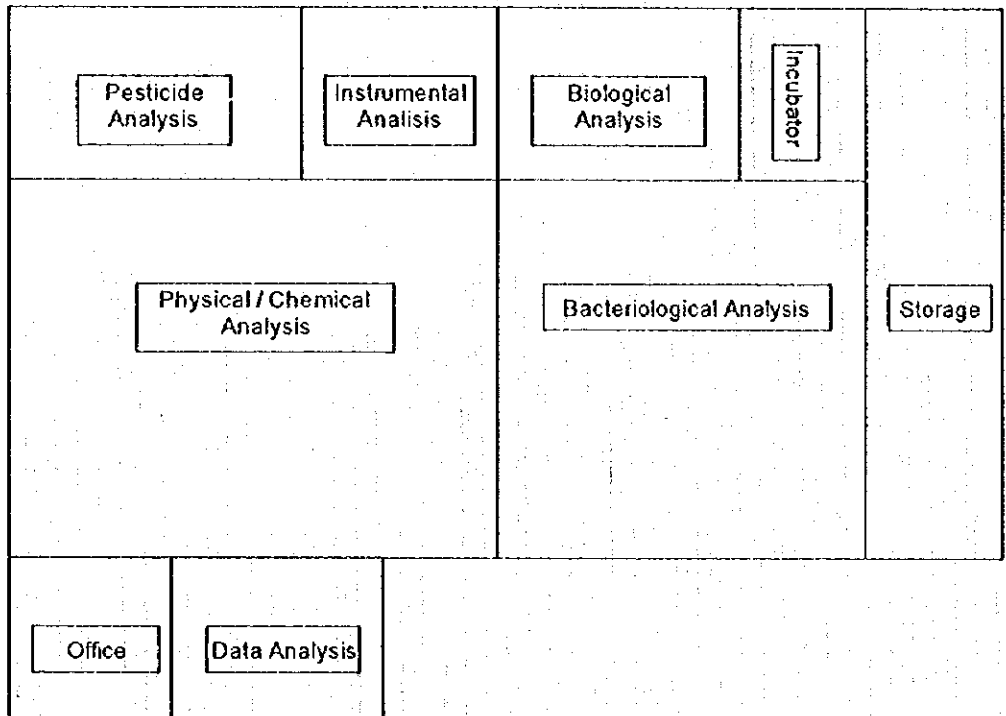 Pesticide
Analysis
Instrumental
Analisis
Biological
Analysis
Incubator
Physical / Chemical
Analysis
Bacteriological Analysis
Storage
Office
Data Analysis